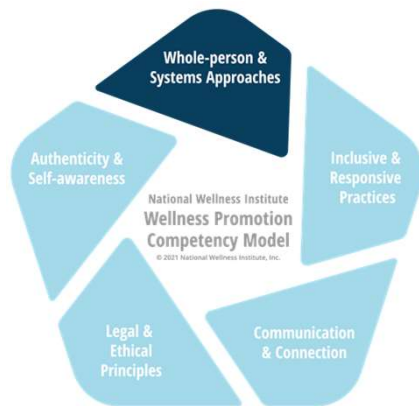 Whole-person &
Systems Approaches
Authenticity &
Self-awareness
Inclusive &
Responsive
Practices
National Wellness Institute
Wellness Promotion
Competency Model
© 2021 National Wellness Institute, Inc.
Legal &
Ethical
Principles
Communication
& Connection